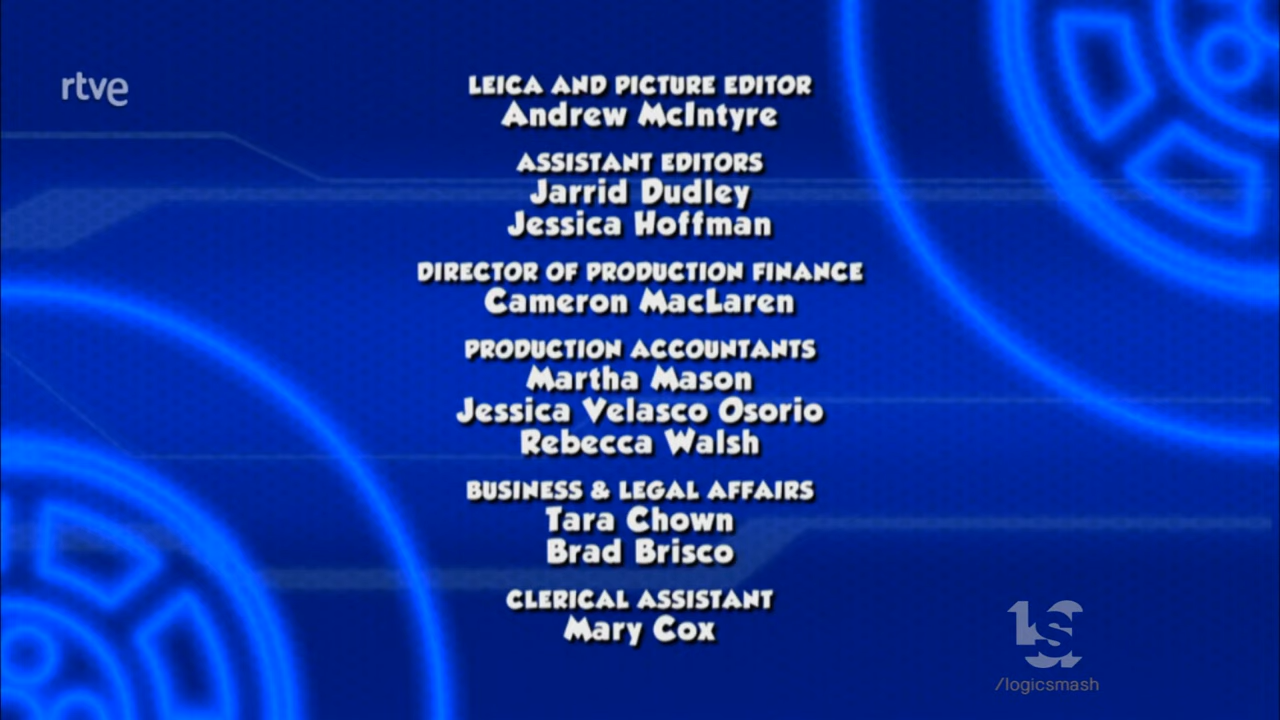 rtve
LEICA AND PICTURE EDITOR
Andrew McIntyre
ASSISTANT EDITORS
Jarrid Dudley
Jessica Hoffman
DIRECTOR OF PRODUCTION FINANCE
Cameron MacLaren
PRODUCTION ACCOUNTANTS
Martha Mason
Jessica Velasco Osorio
Rebecca Walsh
BUSINESS & LEGAL AFFAIRS
Tara Chown
Brad Brisco
CLERICAL ASSISTANT
Mary Cox
LS
/logicsmash